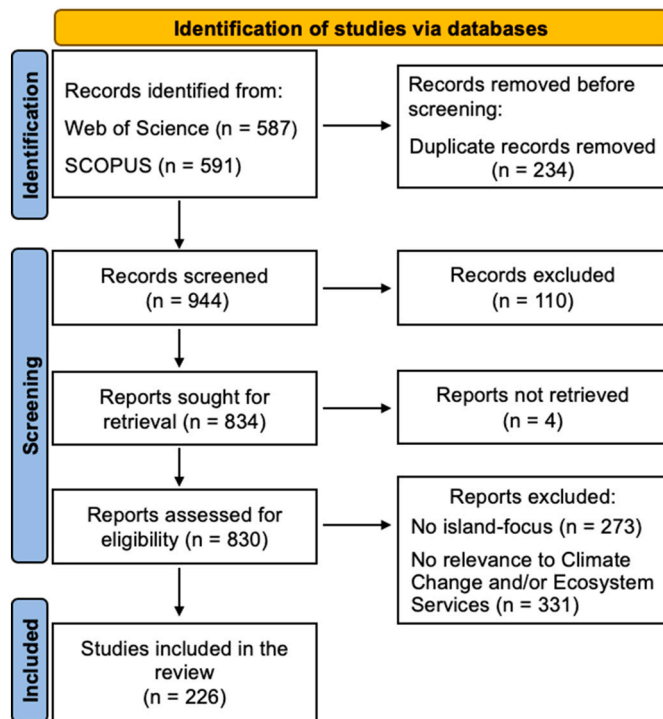 Identification of studies via databases
Identification
Records identified from:
Web of Science (n = 587)
SCOPUS (n = 591)
Records removed before
screening:
Duplicate records removed
(n = 234)
Screening
Records screened
(n = 944)
Records excluded
(n = 110)
Reports sought for
retrieval (n = 834)
Reports not retrieved
(n = 4)
Reports assessed for
eligibility (n = 830)
Reports excluded:
No island-focus (n = 273)
No relevance to Climate
Change and/or Ecosystem
Services (n = 331)
Included
Studies included in the
review
(n = 226)